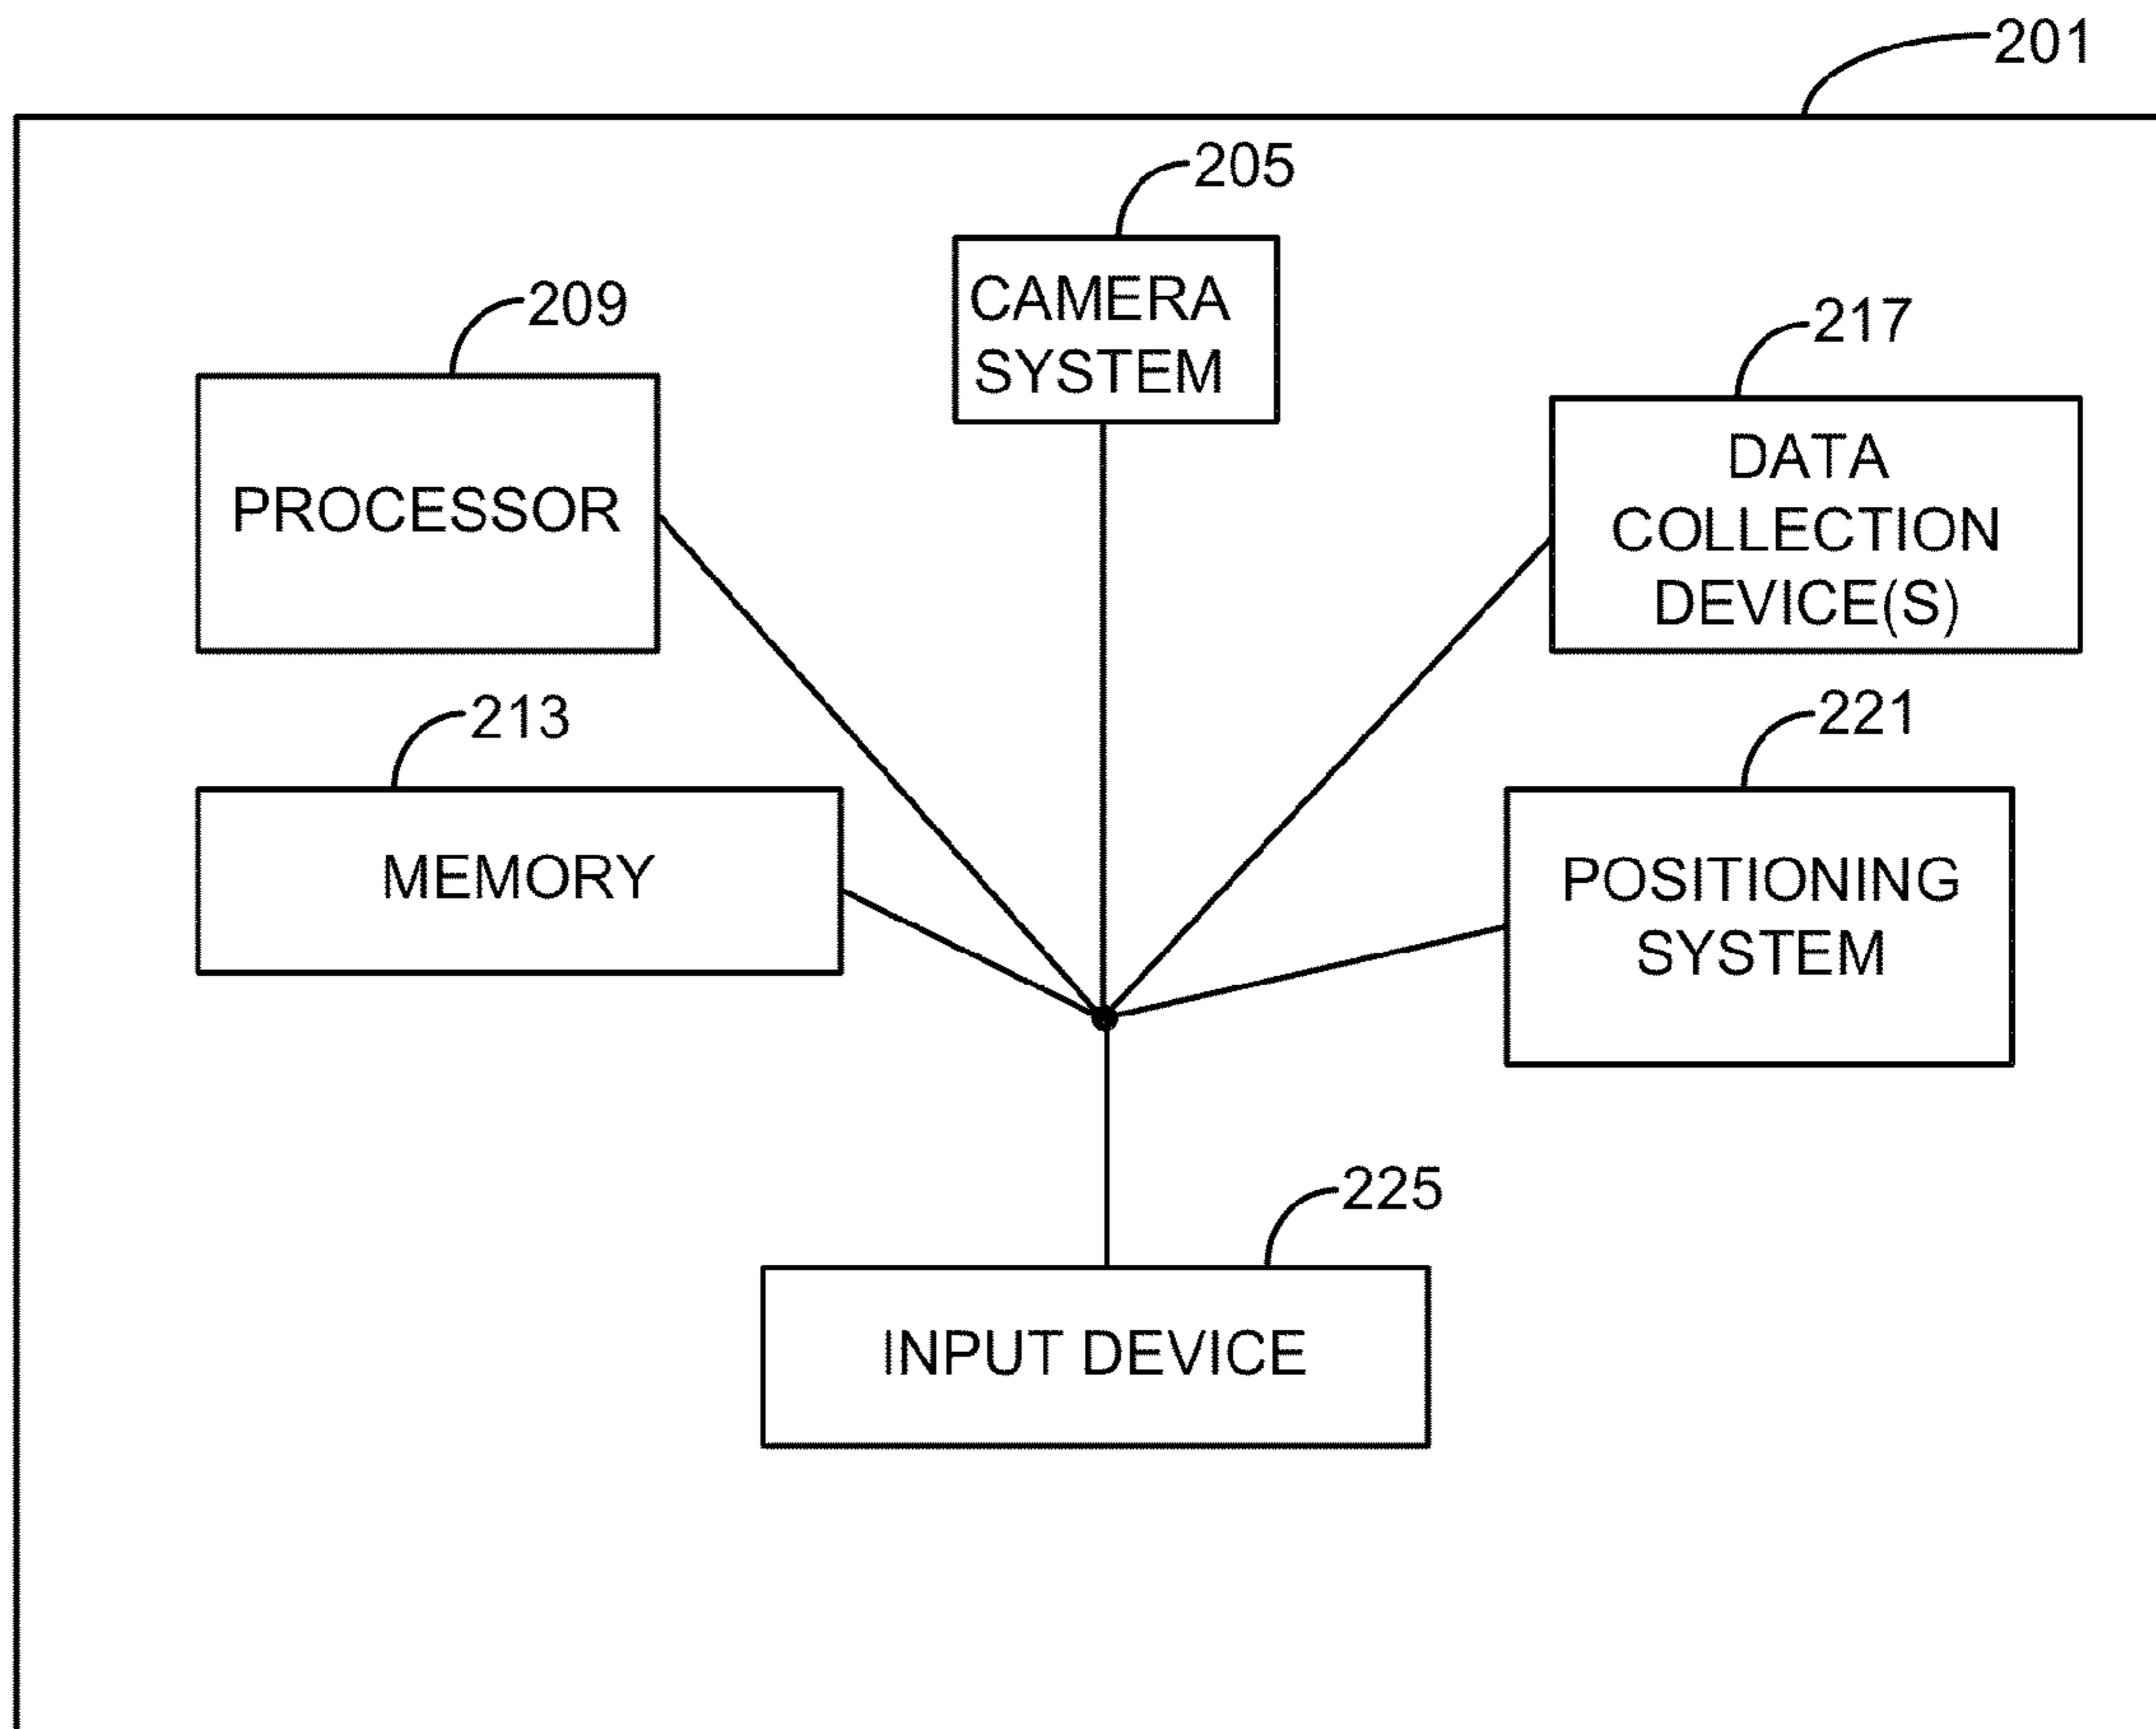 201
205
CAMERA
SYSTEM
209
PROCESSOR
217
DATA
COLLECTION
DEVICE(S)
213
MEMORY
221
POSITIONING
SYSTEM
225
INPUT DEVICE